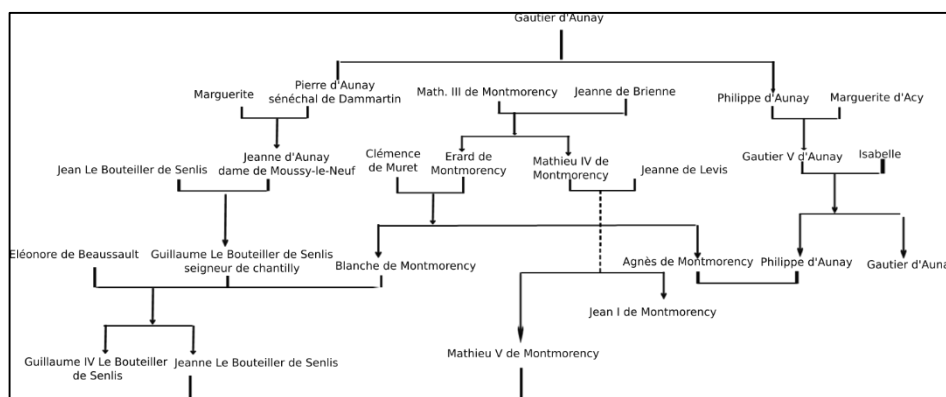 Gautier d'Aunay
Pierre d'Aunay
sénéchal de Dammartin
Marguerite
Math. III de Montmorency
Jeanne de Brienne
Philippe d'Aunay
Marguerite d'Acy
Jean Le Bouteiller de Senlis
Jeanne d'Aunay
dame de Moussy-le-Neuf
Clémence
de Muret
Erard de
Montmorency
Mathieu IV de
Montmorency
Jeanne de Levis
Gautier V d'Aunay
Isabelle
Eléonore de Beaussault
Guillaume Le Bouteiller de Senlis
seigneur de chantilly
Blanche de Montmorency
Agnès de Montmorency
Philippe d'Aunay
Gautier d'Auna
Jean I de Montmorency
Guillaume IV Le Bouteiller
de Senlis
Jeanne Le Bouteiller de Senlis
Mathieu V de Montmorency